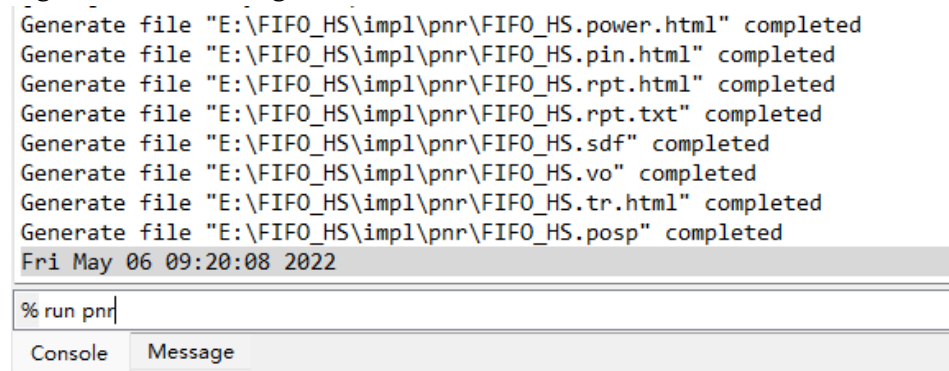 Generate file "E:\FIFO_HS\impl\pnr\FIFO_HS.power.html" completed
Generate file "E:\FIFO_HS\impl\pnr\FIFO_HS.pin.html" completed
Generate file "E:\FIFO_HS\impl\pnr\FIFO_HS.rpt.html" completed
Generate file "E:\FIFO_HS\impl\pnr\FIFO_HS.rpt.txt" completed
Generate file "E:\FIFO_HS\impl\pnr\FIFO_HS.sdf" completed
Generate file "E:\FIFO_HS\impl\pnr\FIFO_HS.vo" completed
Generate file "E:\FIFO_HS\impl\pnr\FIFO_HS.tr.html" completed
Generate file "E:\FIFO_HS\impl\pnr\FIFO_HS.posp" completed
Fri May 06 09:20:08 2022
% run pnr
Console Message